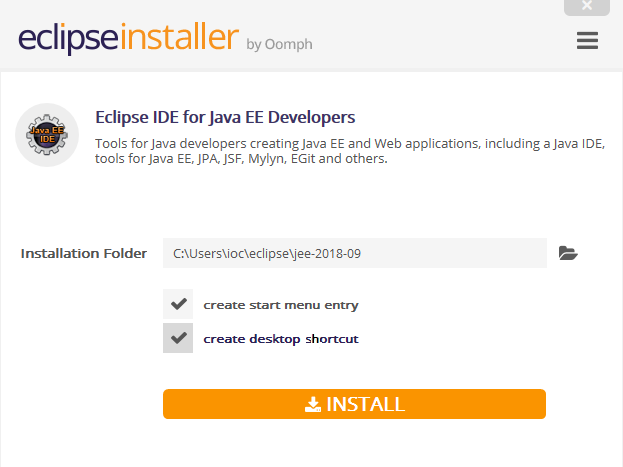 eclipseinstaller by Oomph
Java EE
IDE
Eclipse IDE for Java EE Developers
Tools for Java developers creating Java EE and Web applications, including a Java IDE,
tools for Java EE, JPA, JSF, Mylyn, EGit and others.
Installation Folder C:\Users\ioc\eclipse\jee-2018-09
create start menu entry
create desktop shortcut
INSTALL